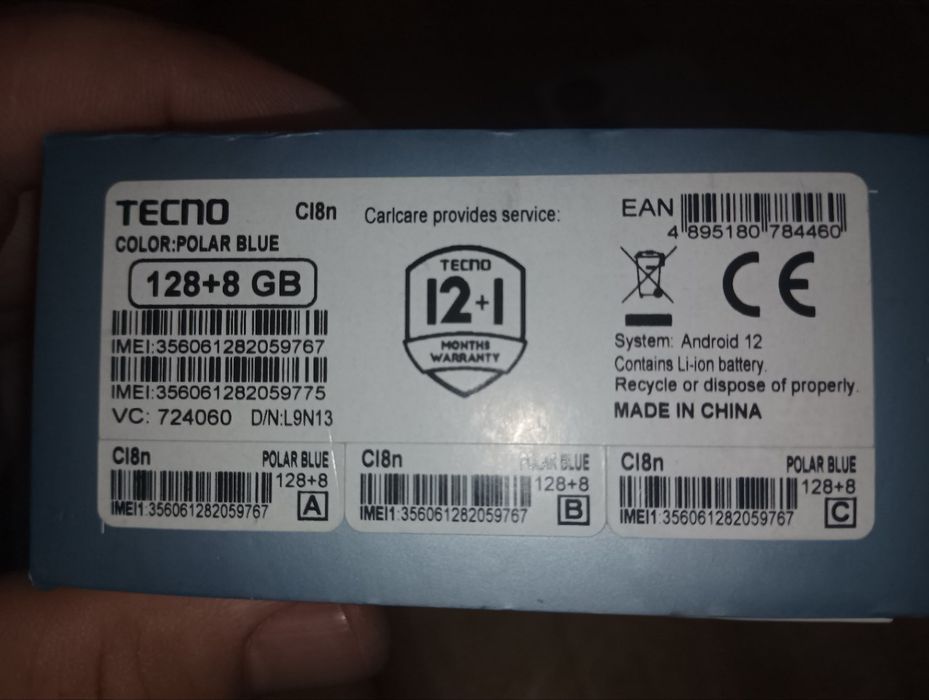 TECNO CI8n
COLOR:POLAR BLUE
128+8 GB
IMEI:356061282059767
IMEI:356061282059775
VC: 724060 D/N:L9N13
Carlcare provides service:
TECNO
12+1
MONTHS
WARRANTY
EAN
4 895180 784460
CE
System: Android 12
Contains Li-ion battery.
Recycle or dispose of properly.
MADE IN CHINA
CI8n POLAR BLUE
128+8
IMEI1:356061282059767 A
CI8n POLAR BLUE
128+8
IMEI1:356061282059767 B
CI8n POLAR BLUE
128+8
IMEI1:356061282059767 C